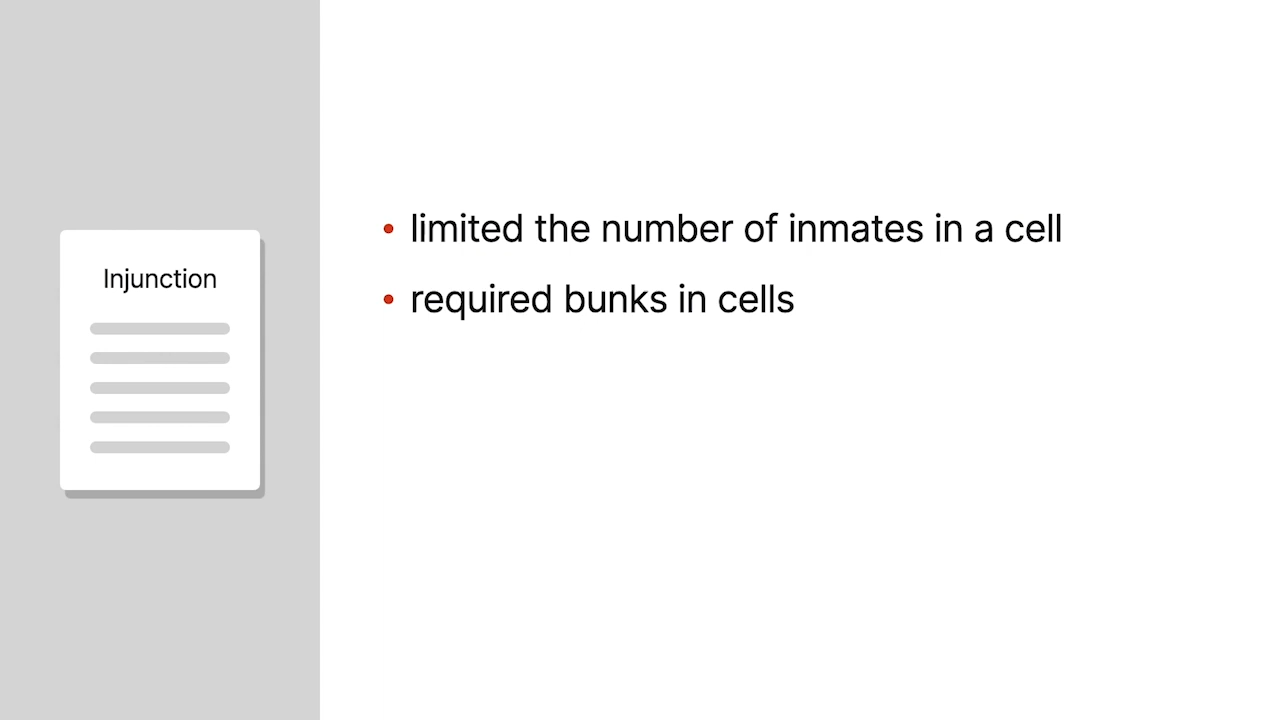 Injunction
• limited the number of inmates in a cell
• required bunks in cells